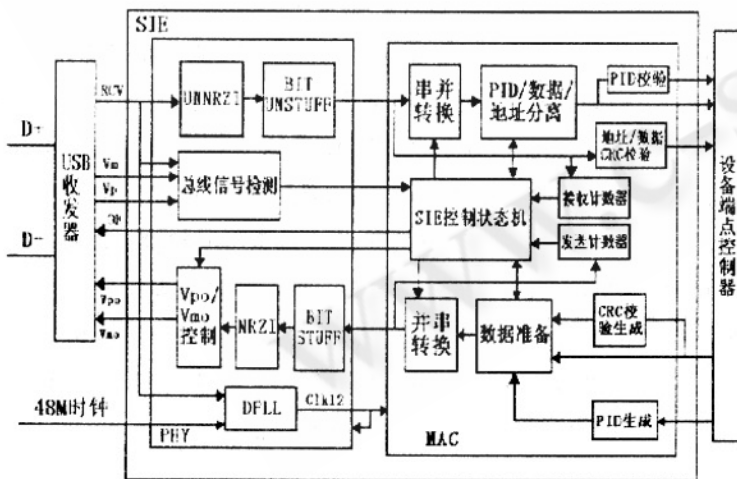 SIE
D+
D-
USB
收发器
RCV
Vm
Vp
OE
Vpo
Vmo
48M时钟
UNNRZI
BIT
UNSTUFF
总线信号检测
Vpo/
Vmo
控制
NRZI
BIT
STUFF
DPLL
Clk12
PHY
串并
转换
PID/数据/
地址分离
SIE控制状态机
并串
转换
数据准备
MAC
PID校验
地址/数据
CRC校验
接收计数器
发送计数器
CRC校
验生成
PID生成
设备端点控制器